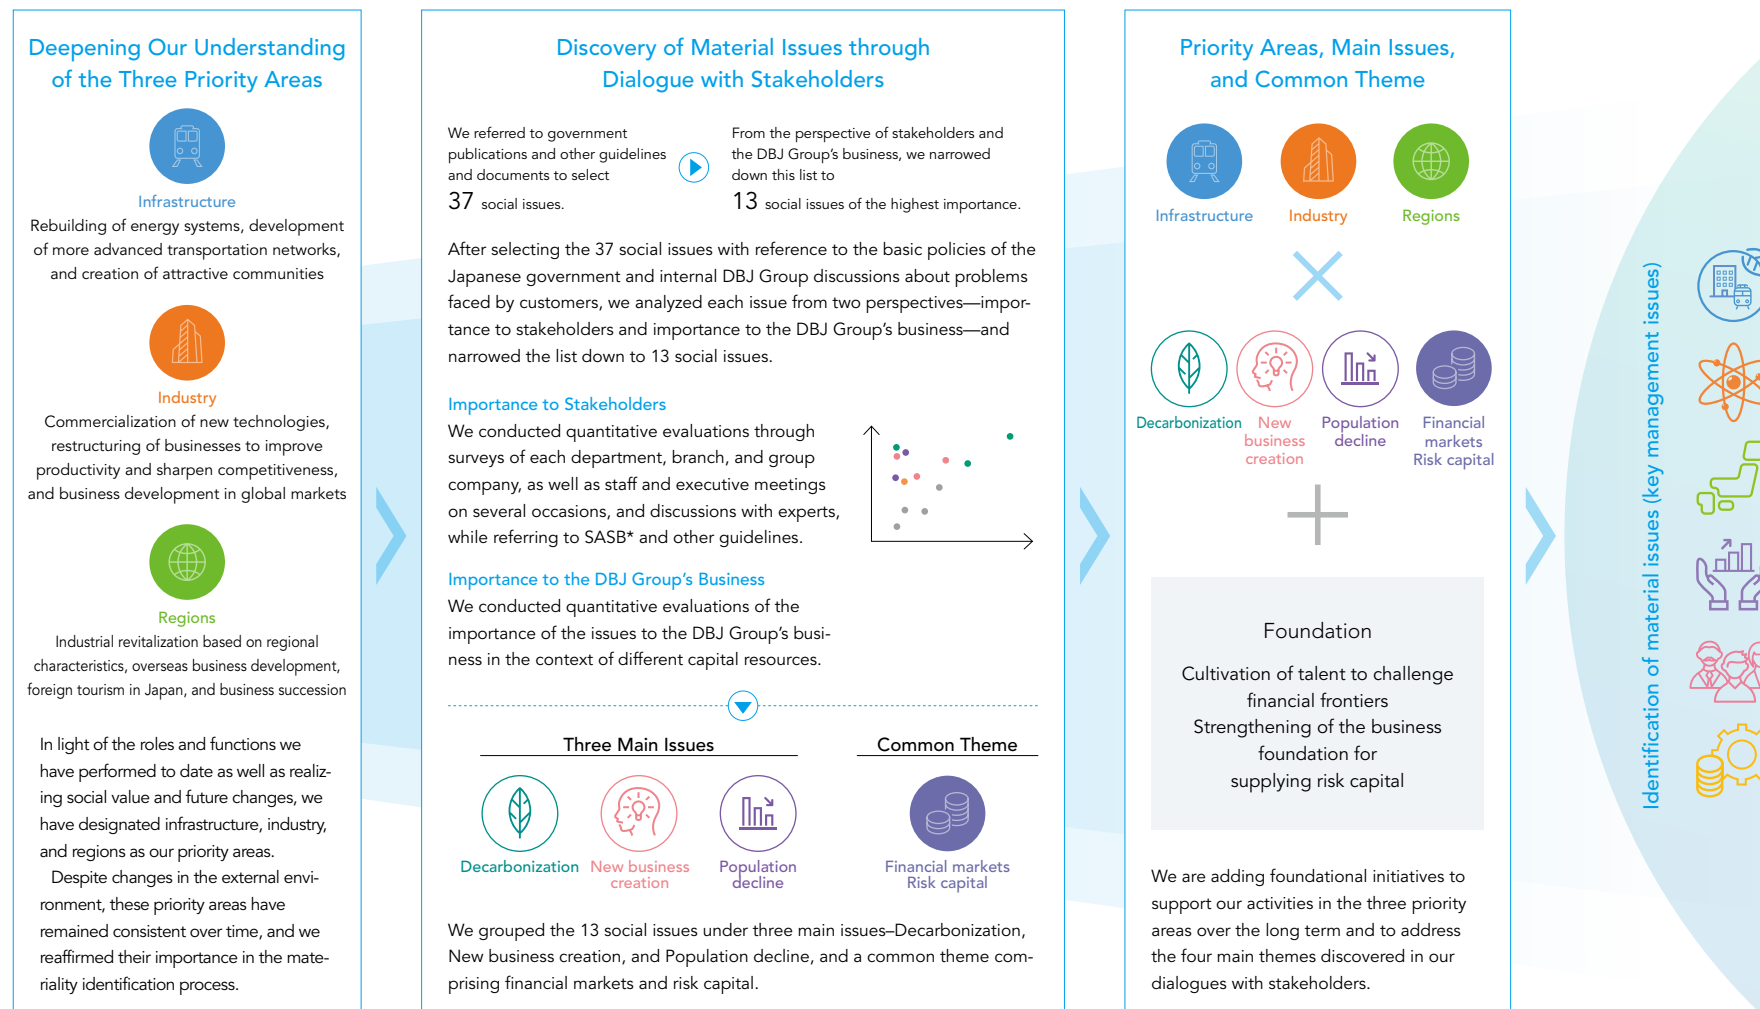 Deepening Our Understanding
of the Three Priority Areas
Infrastructure
Rebuilding of energy systems, development
of more advanced transportation networks,
and creation of attractive communities
Industry
Commercialization of new technologies,
restructuring of businesses to improve
productivity and sharpen competitiveness,
and business development in global markets
Regions
Industrial revitalization based on regional
characteristics, overseas business development,
foreign tourism in Japan, and business succession
In light of the roles and functions we
have performed to date as well as realiz-
ing social value and future changes, we
have designated infrastructure, industry,
and regions as our priority areas.
Despite changes in the external envi-
ronment, these priority areas have
remained consistent over time, and we
reaffirmed their importance in the mate-
riality identification process.
Discovery of Material Issues through
Dialogue with Stakeholders
We referred to government
publications and other guidelines
and documents to select
37 social issues.
From the perspective of stakeholders and
the DBJ Group's business, we narrowed
down this list to
13 social issues of the highest importance.
After selecting the 37 social issues with reference to the basic policies of the
Japanese government and internal DBJ Group discussions about problems
faced by customers, we analyzed each issue from two perspectives—impor-
tance to stakeholders and importance to the DBJ Group's business—and
narrowed the list down to 13 social issues.
Importance to Stakeholders
We conducted quantitative evaluations through
surveys of each department, branch, and group
company, as well as staff and executive meetings
on several occasions, and discussions with experts,
while referring to SASB* and other guidelines.
Importance to the DBJ Group's Business
We conducted quantitative evaluations of the
importance of the issues to the DBJ Group's busi-
ness in the context of different capital resources.
Three Main Issues
Common Theme
Decarbonization
New business
creation
Population
decline
Financial markets
Risk capital
We grouped the 13 social issues under three main issues–Decarbonization,
New business creation, and Population decline, and a common theme com-
prising financial markets and risk capital.
Priority Areas, Main Issues,
and Common Theme
Infrastructure
Industry
Regions
Decarbonization
New
business
creation
Population
decline
Financial
markets
Risk capital
Foundation
Cultivation of talent to challenge
financial frontiers
Strengthening of the business
foundation for
supplying risk capital
We are adding foundational initiatives to
support our activities in the three priority
areas over the long term and to address
the four main themes discovered in our
dialogues with stakeholders.
Identification of material issues (key management issues)